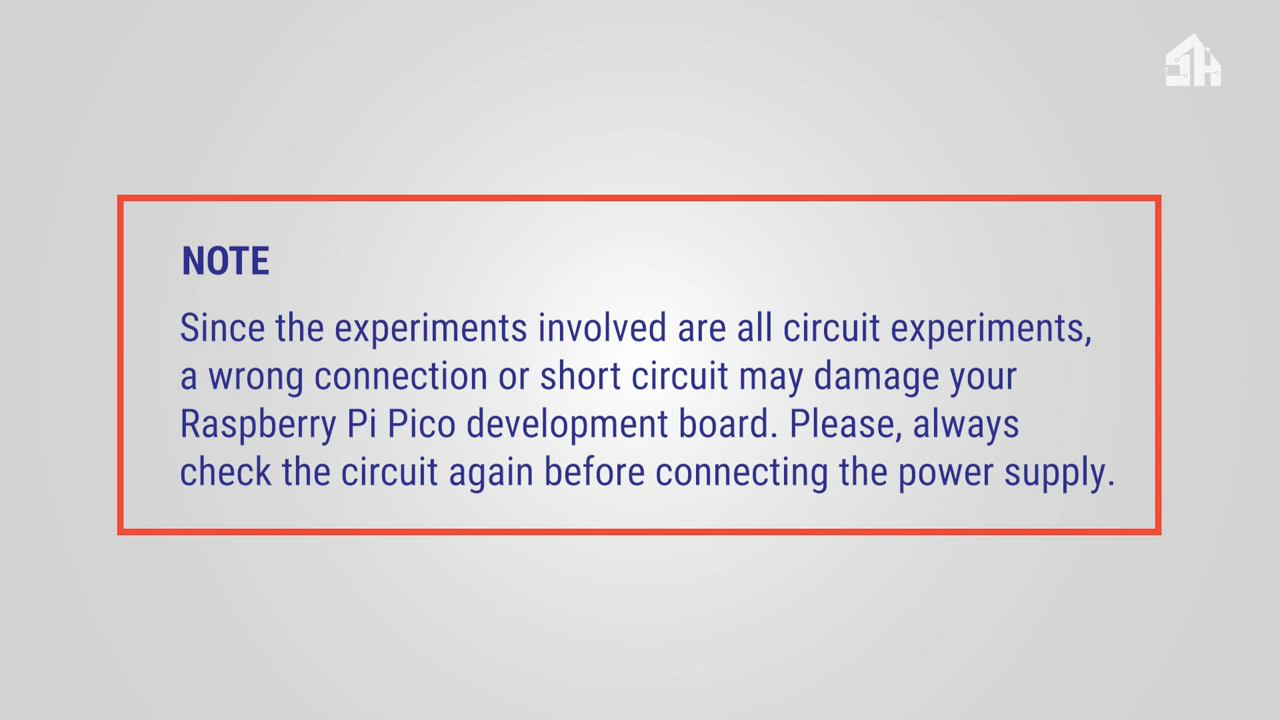 NOTE
Since the experiments involved are all circuit experiments,
a wrong connection or short circuit may damage your
Raspberry Pi Pico development board. Please, always
check the circuit again before connecting the power supply.